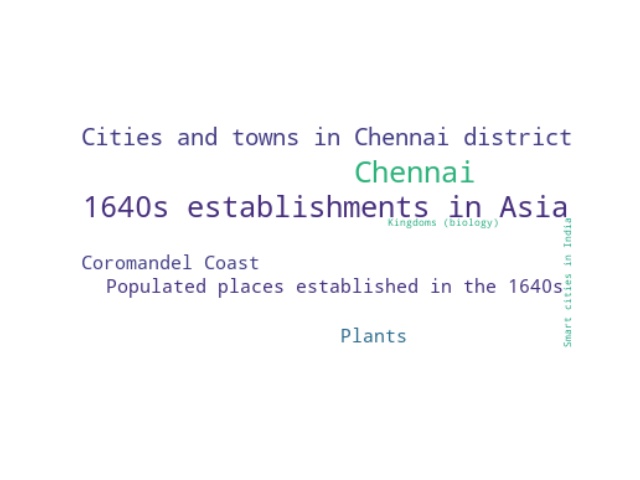 Cities and towns in Chennai district
Chennai
1640s establishments in Asia
Kingdoms (biology)
Smart cities in India
Coromandel Coast
Populated places established in the 1640s
Plants